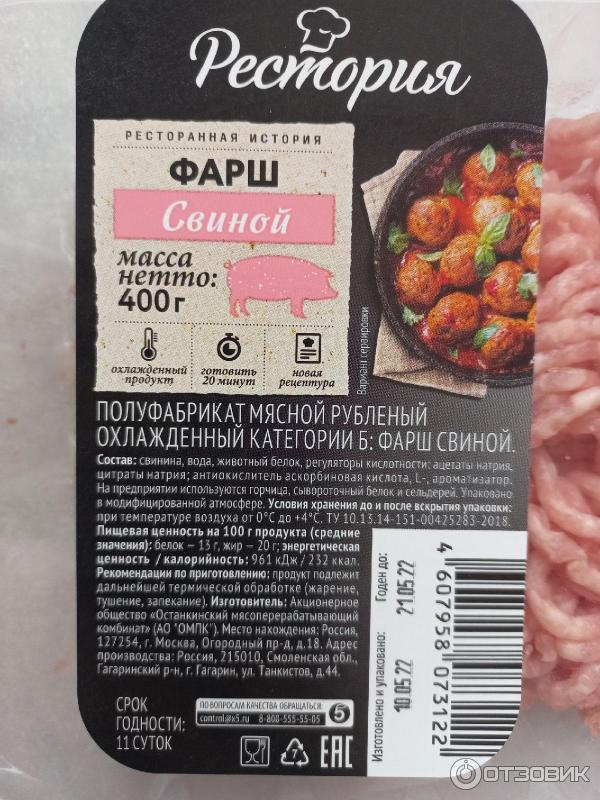 Рестория
РЕСТОРАННАЯ ИСТОРИЯ
ФАРШ
Свиной
масса
нетто:
400 г
охлажденный
продукт
готовить
20 минут
новая
рецептура
Вариант сервировки
ПОЛУФАБРИКАТ МЯСНОЙ РУБЛЕНЫЙ
ОХЛАЖДЕННЫЙ КАТЕГОРИИ Б: ФАРШ СВИНОЙ.
Состав: свинина, вода, животный белок, регуляторы кислотности: ацетаты натрия,
цитраты натрия; антиокислитель аскорбиновая кислота, L-, ароматизатор.
На предприятии используются горчица, сывороточный белок и сельдерей. Упаковано
в модифицированной атмосфере. Условия хранения до и после вскрытия упаковки:
при температуре воздуха от 0°С до +4°С. ТУ 10.13.14-151-00425283-2018.
Пищевая ценность на 100 г продукта (средние
значения): белок – 13 г, жир – 20 г; энергетическая
ценность / калорийность: 961 кДж / 232 ккал.
Рекомендации по приготовлению: продукт подлежит
дальнейшей термической обработке (жарение,
тушение, запекание). Изготовитель: Акционерное
общество «Останкинский мясоперерабатывающий
комбинат» (АО "ОМПК"). Место нахождения: Россия,
127254, г. Москва, Огородный пр-д, д.18. Адрес
производства: Россия, 215010, Смоленская обл.,
Гагаринский р-н, г. Гагарин, ул. Танкистов, д.44.
СРОК
ГОДНОСТИ:
11 СУТОК
ПО ВОПРОСАМ КАЧЕСТВА ОБРАЩАТЬСЯ:
control@x5.ru 8-800-555-55-05
5
EAC
Изготовлено и упаковано:
10.05.22
Годен до:
21.05.22
4 607958 073122
ОТЗОВИК